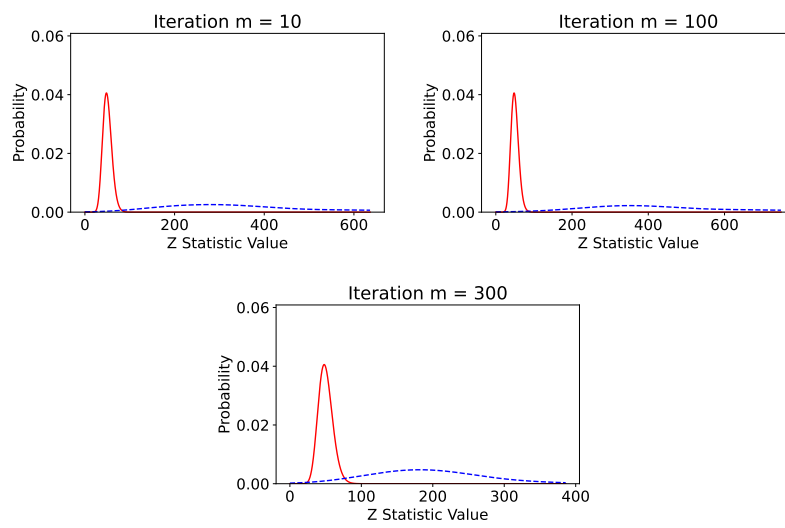 Iteration m = 10
Probability
0.06
0.04
0.02
0.00
0 200 400 600
Z Statistic Value
Iteration m = 100
Probability
0.06
0.04
0.02
0.00
0 200 400 600
Z Statistic Value
Iteration m = 300
Probability
0.06
0.04
0.02
0.00
0 100 200 300 400
Z Statistic Value